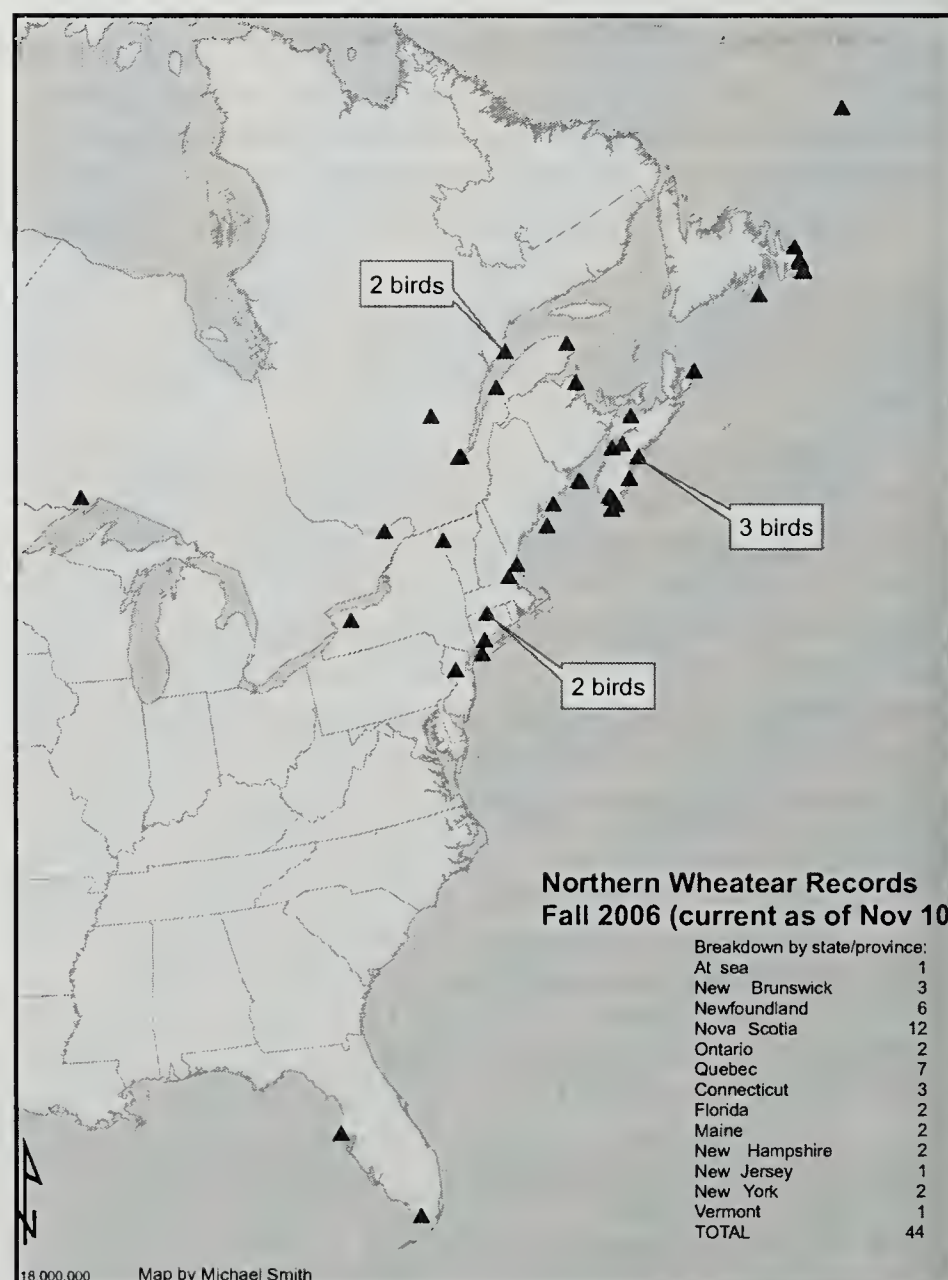 2 birds
3 birds
2 birds
Northern Wheatear Records
Fall 2006 (current as of Nov 10
Breakdown by state/province:
At sea 1
New Brunswick 3
Newfoundland 6
Nova Scotia 12
Ontario 2
Quebec 7
Connecticut 3
Florida 2
Maine 2
New Hampshire 2
New Jersey 1
New York 2
Vermont 1
TOTAL 44
N
18,000,000 Map by Michael Smith